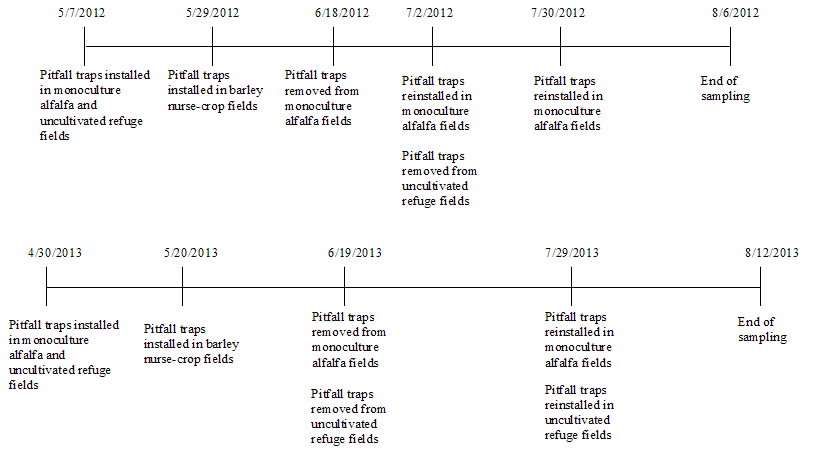 5/7/2012
5/29/2012
6/18/2012
7/2/2012
7/30/2012
8/6/2012
Pitfall traps installed
in monoculture
alfalfa and
uncultivated refuge
fields
Pitfall traps
installed in barley
nurse-crop fields
Pitfall traps
removed from
monoculture
alfalfa fields
Pitfall traps
reinstalled in
monoculture
alfalfa fields
Pitfall traps
removed from
uncultivated
refuge fields
Pitfall traps
reinstalled in
monoculture
alfalfa fields
End of
sampling
4/30/2013
5/20/2013
6/19/2013
7/29/2013
8/12/2013
Pitfall traps installed
in monoculture
alfalfa and
uncultivated refuge
fields
Pitfall traps
installed in barley
nurse-crop fields
Pitfall traps
removed from
monoculture
alfalfa fields
Pitfall traps
removed from
uncultivated
refuge fields
Pitfall traps
reinstalled in
monoculture
alfalfa fields
Pitfall traps
reinstalled in
uncultivated
refuge fields
End of
sampling